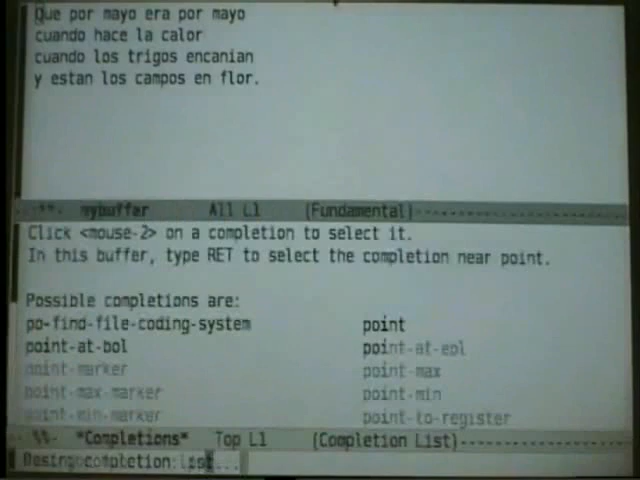 Que por mayo era por mayo
cuando hace la calor
cuando los trigos encanian
y estan los campos en flor.
--:**- mybuffer All L1 (Fundamental)----------------
Click <mouse-2> on a completion to select it.
In this buffer, type RET to select the completion near point.
Possible completions are:
po-find-file-coding-system point
point-at-bol point-at-eol
point-marker point-max
point-max-marker point-min
point-min-marker point-to-register
-- %%- *Completions* Top L1 (Completion List)---------------
completion list...